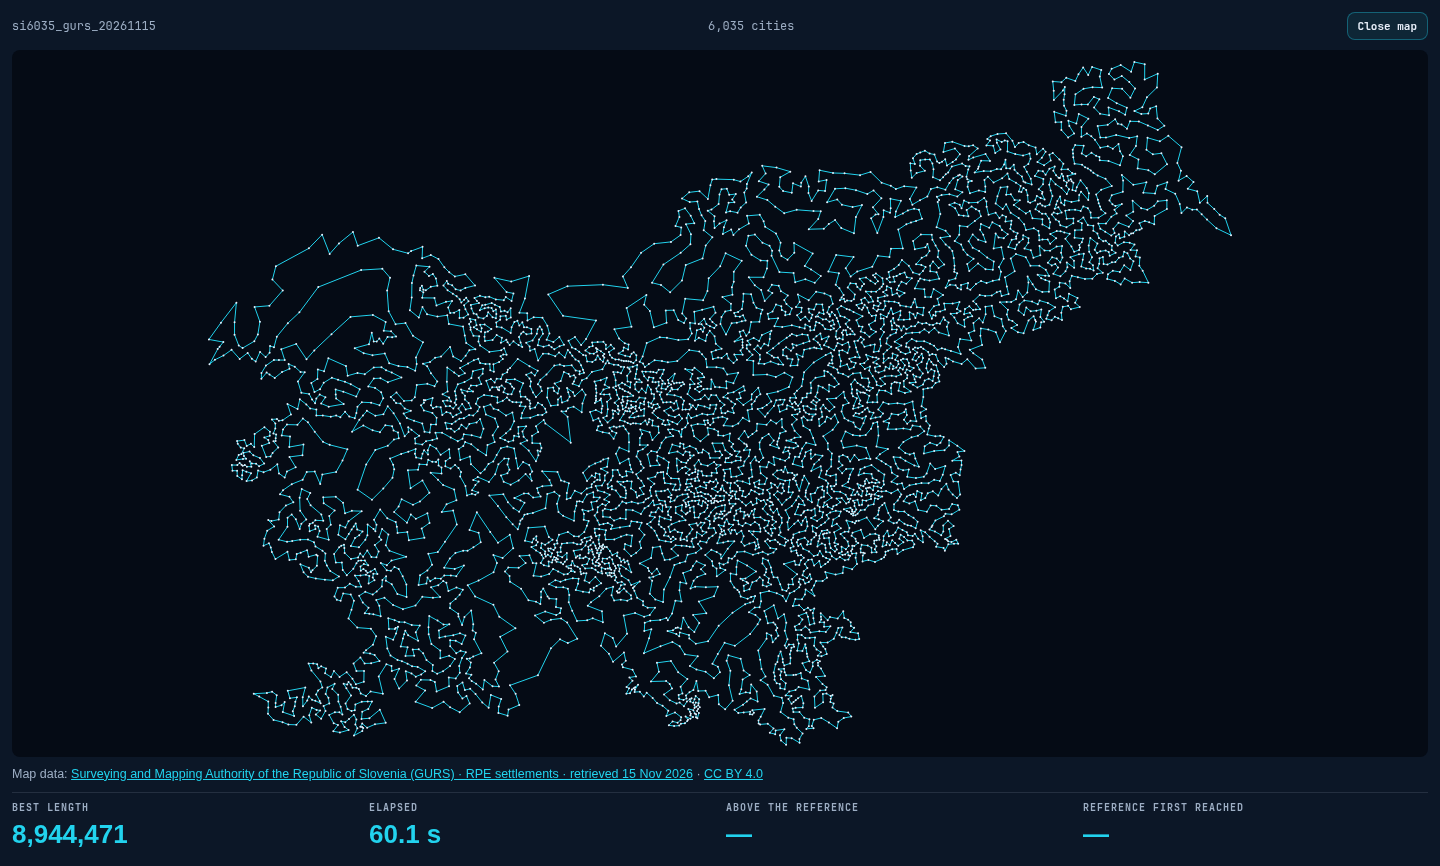 si6035_gurs_20261115
6,035 cities
Close map
Map data: Surveying and Mapping Authority of the Republic of Slovenia (GURS) · RPE settlements · retrieved 15 Nov 2026 · CC BY 4.0
BEST LENGTH
8,944,471
ELAPSED
60.1 s
ABOVE THE REFERENCE
—
REFERENCE FIRST REACHED
—